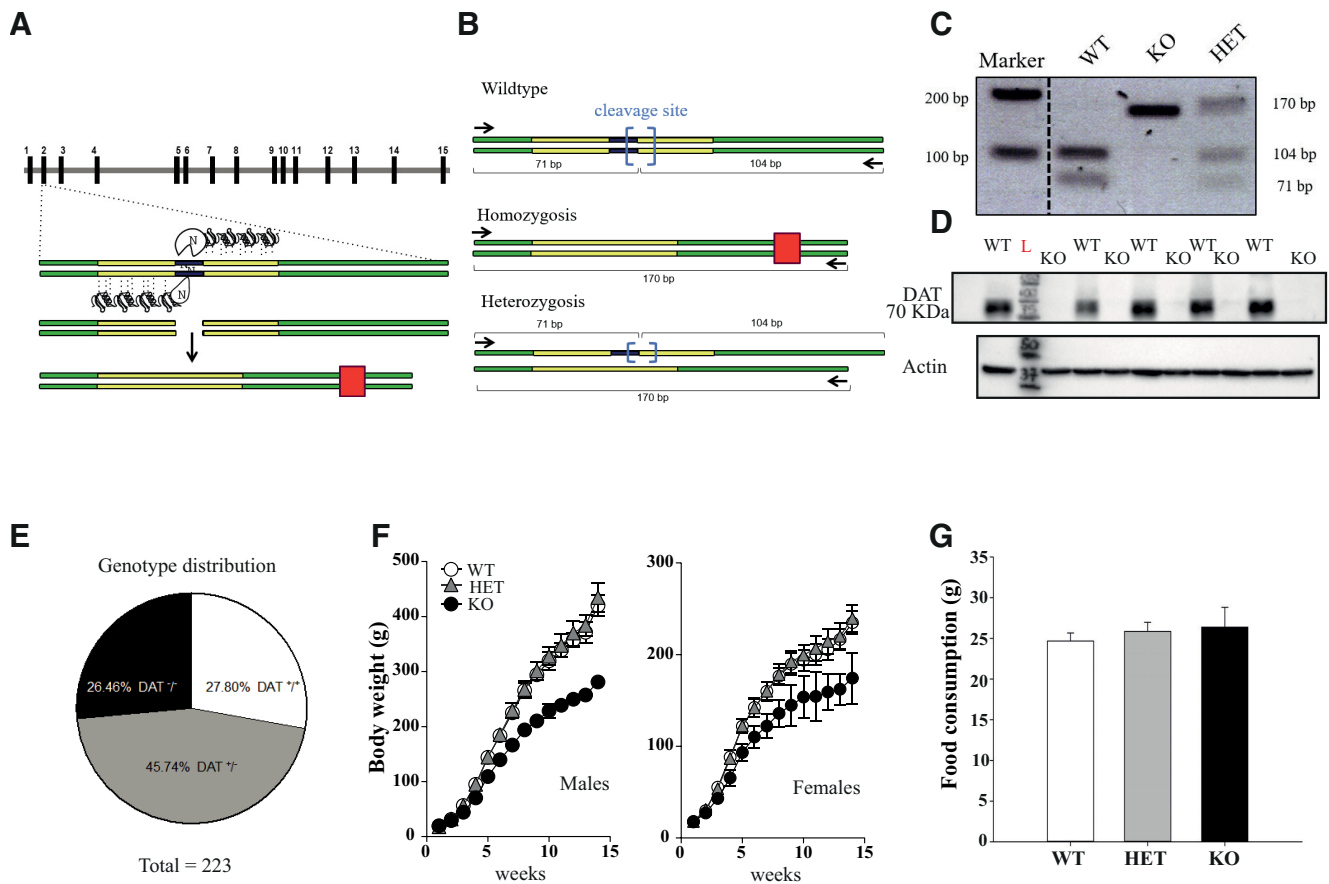 A
1 2 3 4 5 6 7 8 9 10 11 12 13 14 15
N
N
N
B
Wildtype
cleavage site
71 bp 104 bp
Homozygosis
170 bp
Heterozygosis
71 bp 104 bp
170 bp
C
Marker WT KO HET
200 bp 170 bp
100 bp 104 bp
71 bp
D
WT L KO WT KO WT KO WT KO WT KO
DAT
70 KDa
Actin
50
37
E
Genotype distribution
26.46% DAT -/-
27.80% DAT +/+
45.74% DAT +/-
Total = 223
F
WT
HET
KO
Body weight (g)
500
400
300
200
100
0
0 5 10 15
weeks
Males
300
200
100
0
0 5 10 15
weeks
Females
G
Food consumption (g)
35
30
25
20
15
10
5
0
WT HET KO